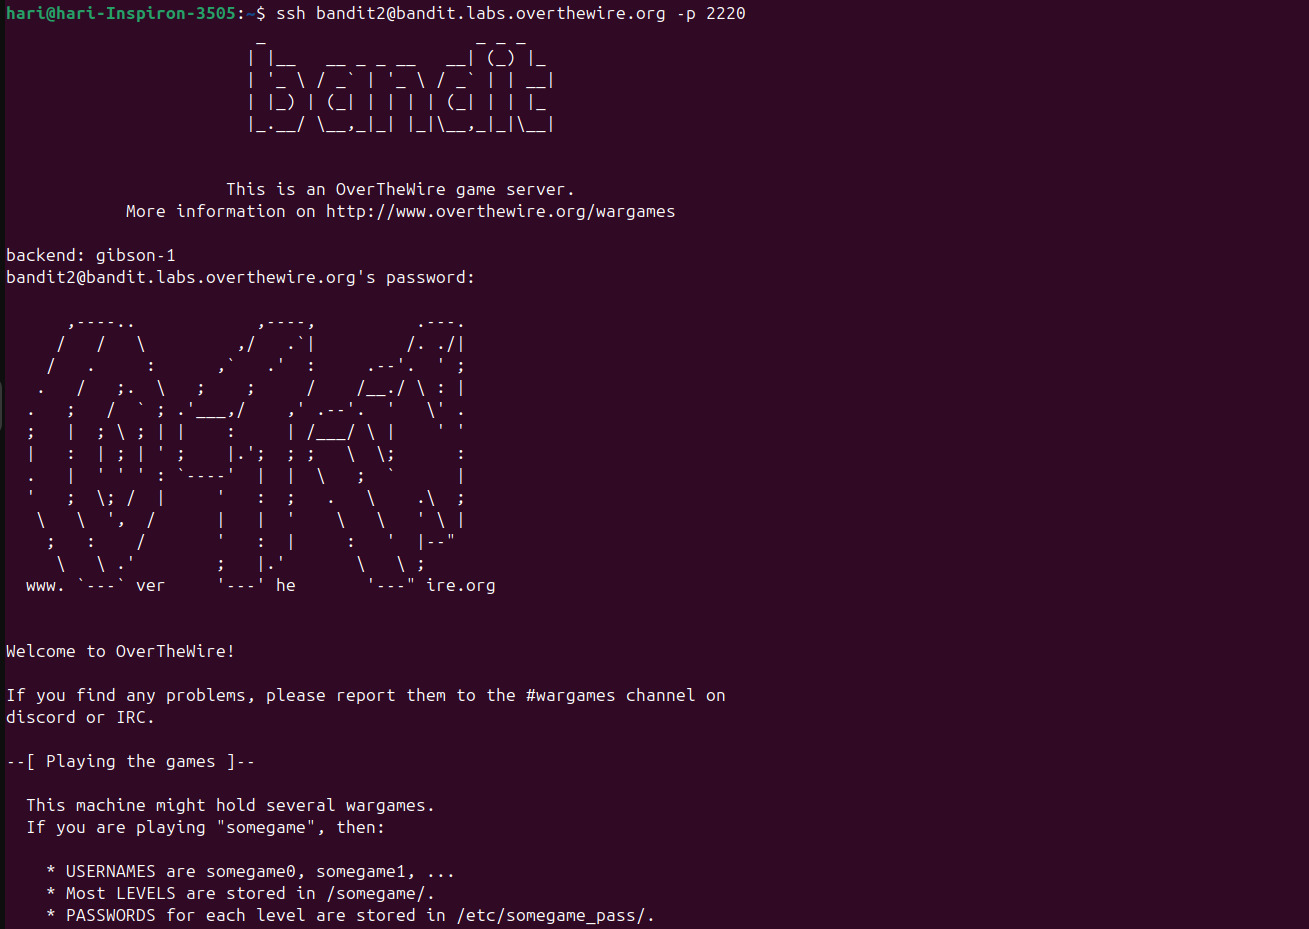 hari@hari-Inspiron-3505:~$ ssh bandit2@bandit.labs.overthewire.org -p 2220
bandit
This is an OverTheWire game server.
More information on http://www.overthewire.org/wargames
backend: gibson-1
bandit2@bandit.labs.overthewire.org's password:
www. `---` ver '---' he '---" ire.org
Welcome to OverTheWire!
If you find any problems, please report them to the #wargames channel on
discord or IRC.
--[ Playing the games ]--
This machine might hold several wargames.
If you are playing "somegame", then:
* USERNAMES are somegame0, somegame1, ...
* Most LEVELS are stored in /somegame/.
* PASSWORDS for each level are stored in /etc/somegame_pass/.